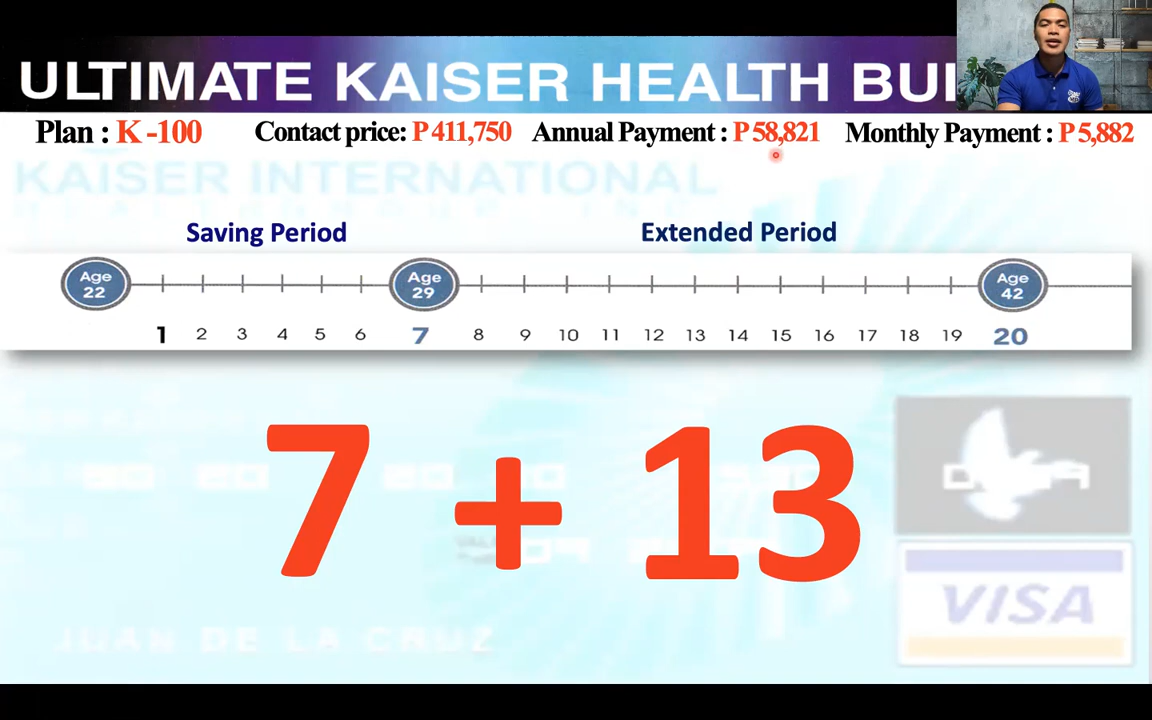 ULTIMATE KAISER HEALTH BUI
Plan : K -100 Contact price: P 411,750 Annual Payment : P 58,821 Monthly Payment : P 5,882
KAISER INTERNATIONAL
Saving Period Extended Period
Age 22
Age 29
Age 42
1 2 3 4 5 6 7 8 9 10 11 12 13 14 15 16 17 18 19 20
7 + 13
VISA
JUAN DE LA CRUZ